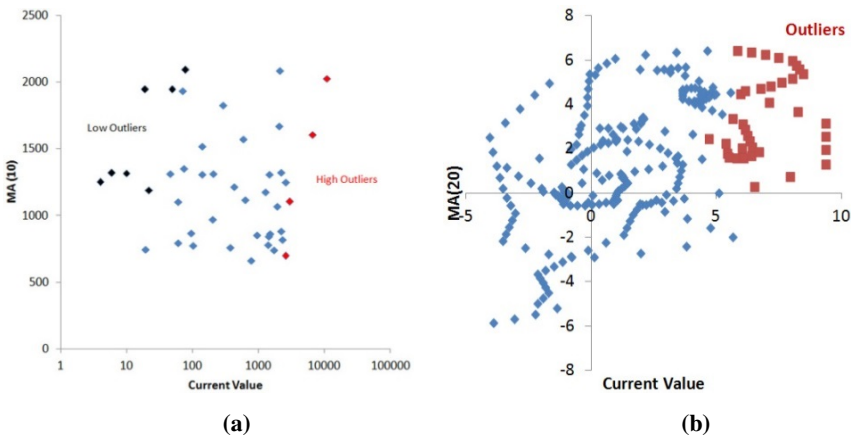 2500
2000
1500
1000
500
0
MA (10)
Low Outliers
High Outliers
1 10 100 1000 10000 100000
Current Value
(a)
8
6
4
2
0
-2
-4
-6
-8
MA(20)
Outliers
-5 0 5 10
Current Value
(b)